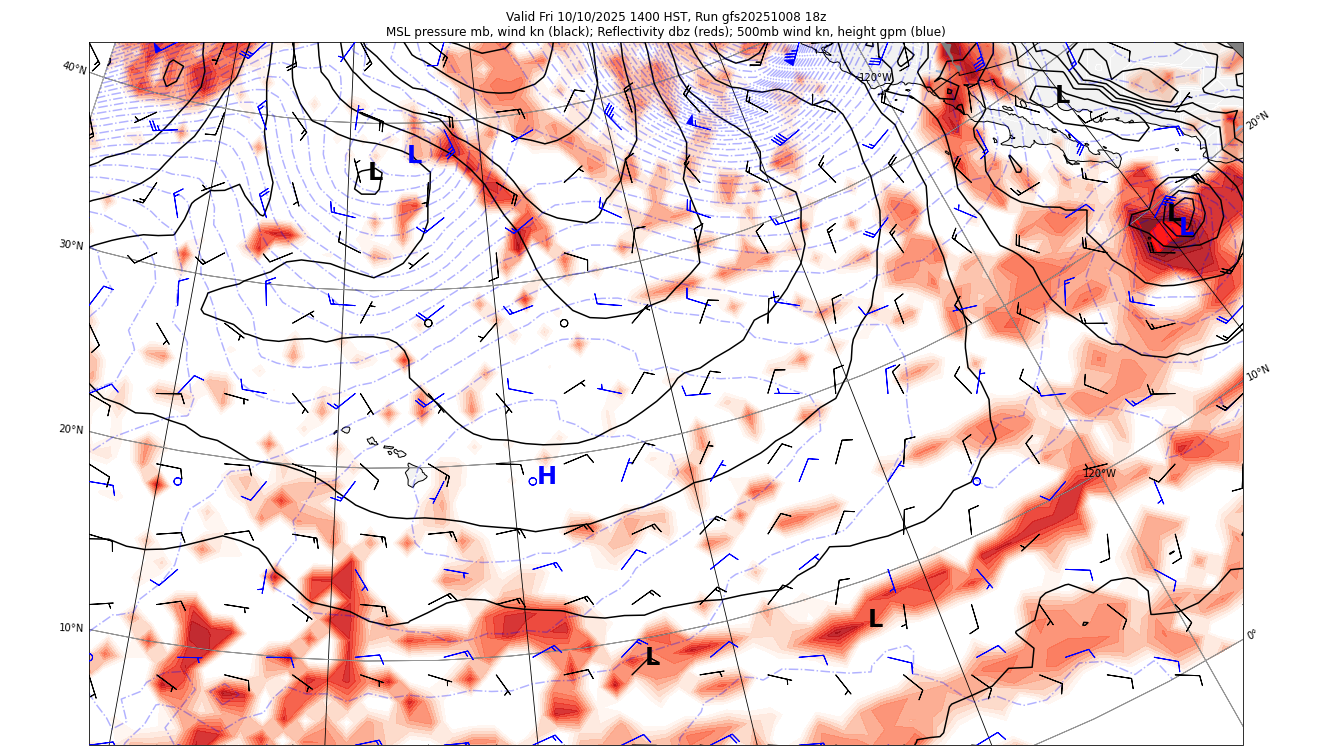 Valid Fri 10/10/2025 1400 HST, Run gfs20251008 18z
MSL pressure mb, wind kn (black); Reflectivity dbz (reds); 500mb wind kn, height gpm (blue)
40°N
120°W
L
20°N
L
L
L
L
30°N
10°N
20°N
H
120°W
L
10°N
0°
L